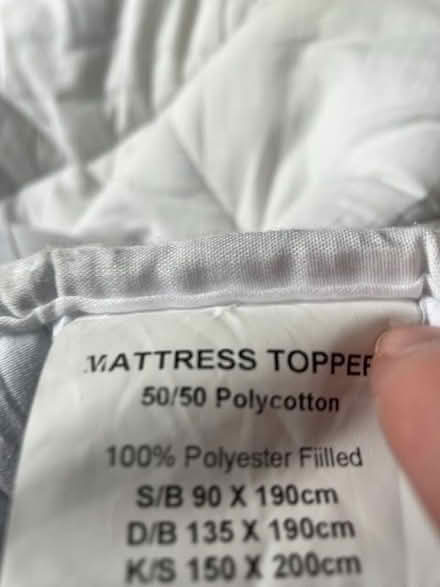 MATTRESS TOPPER
50/50 Polycotton
100% Polyester Fiilled
S/B 90 X 190cm
D/B 135 X 190cm
K/S 150 X 200cm